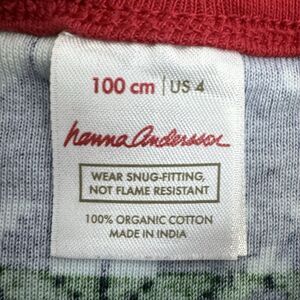 100 cm | US 4
hanna andersson
WEAR SNUG-FITTING,
NOT FLAME RESISTANT
100% ORGANIC COTTON
MADE IN INDIA